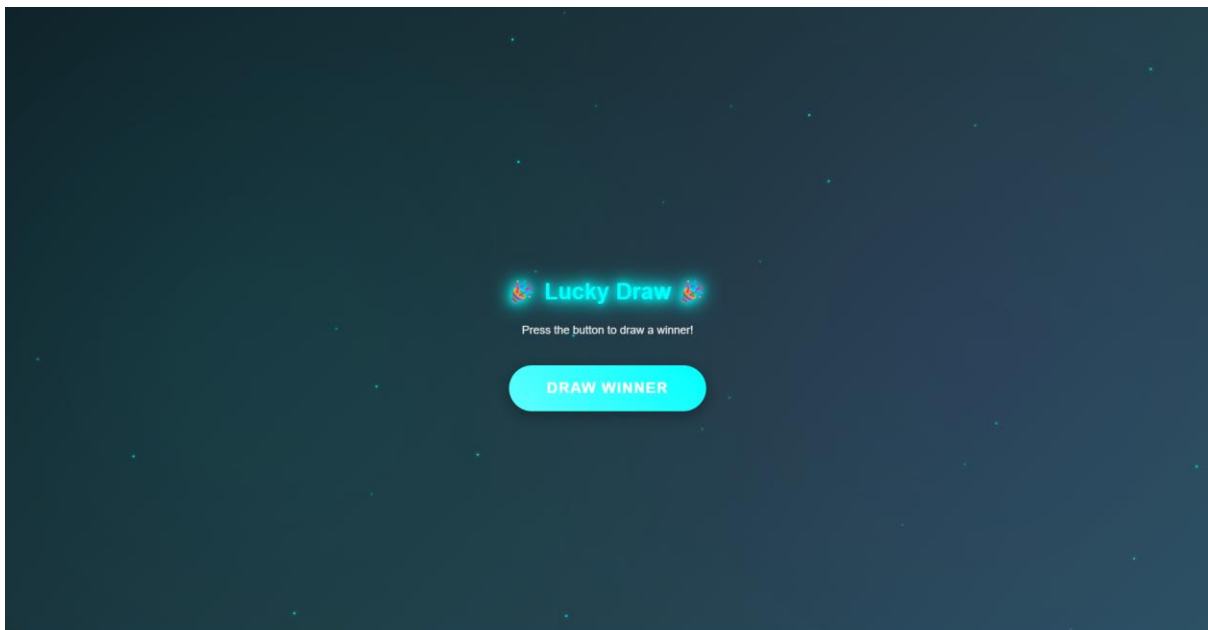 🎉 Lucky Draw 🎉
Press the button to draw a winner!
DRAW WINNER